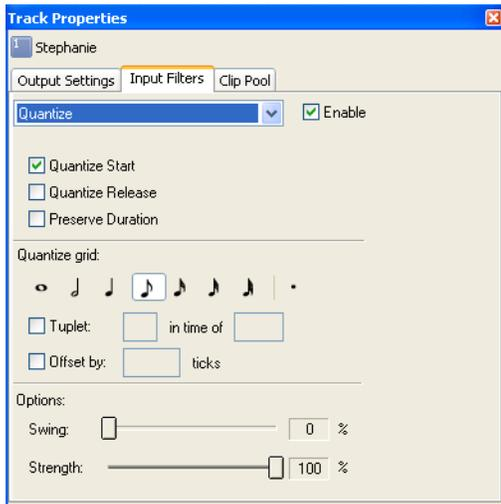 Track Properties
1 Stephanie
Output Settings Input Filters Clip Pool
Quantize Enable
Quantize Start
Quantize Release
Preserve Duration
Quantize grid:
Tuplet: in time of
Offset by: ticks
Options:
Swing: 0 %
Strength: 100 %